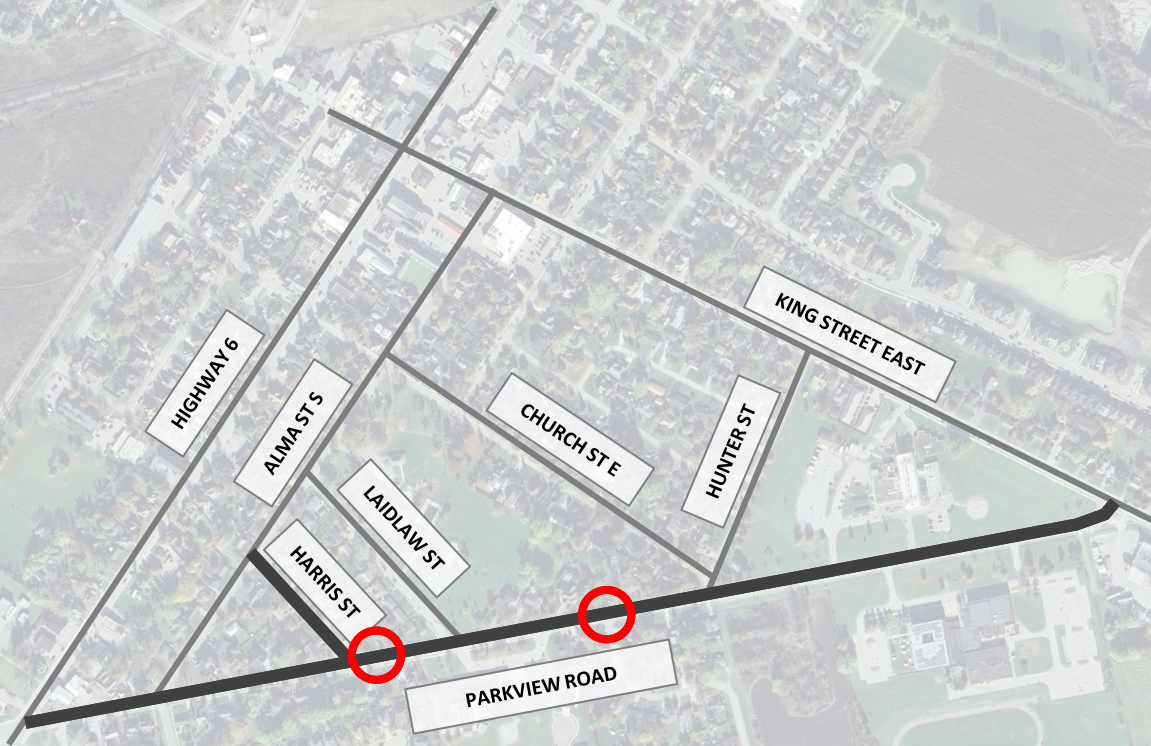 KING STREET EAST
HIGHWAY 6
ALMA ST S
CHURCH ST E
HUNTER ST
LAIDLAW ST
HARRIS ST
PARKVIEW ROAD